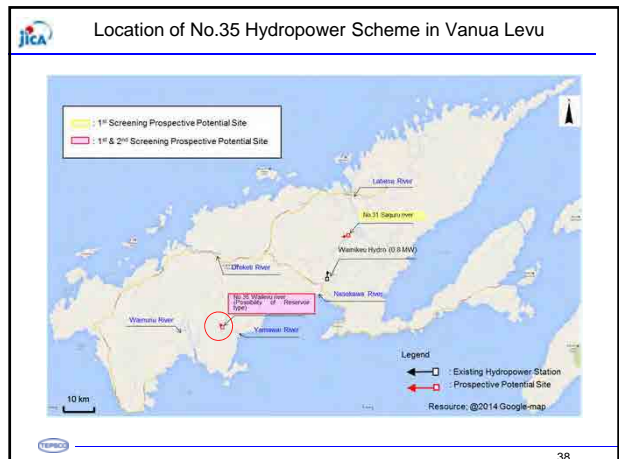 jICA
Location of No.35 Hydropower Scheme in Vanua Levu
: 1st Screening Prospective Potential Site
: 1st & 2nd Screening Prospective Potential Site
Labasa River
No.31 Saquru river
Wainikeu Hydro (0.8 MW)
Dreketi River
No.35 Wailevu river
(Possibility of Reservoir
type)
Nasekawa River
Wainunu River
Yanawai River
Legend
: Existing Hydropower Station
: Prospective Potential Site
10 km
Resource; @2014 Google-map
TEPSCO
38